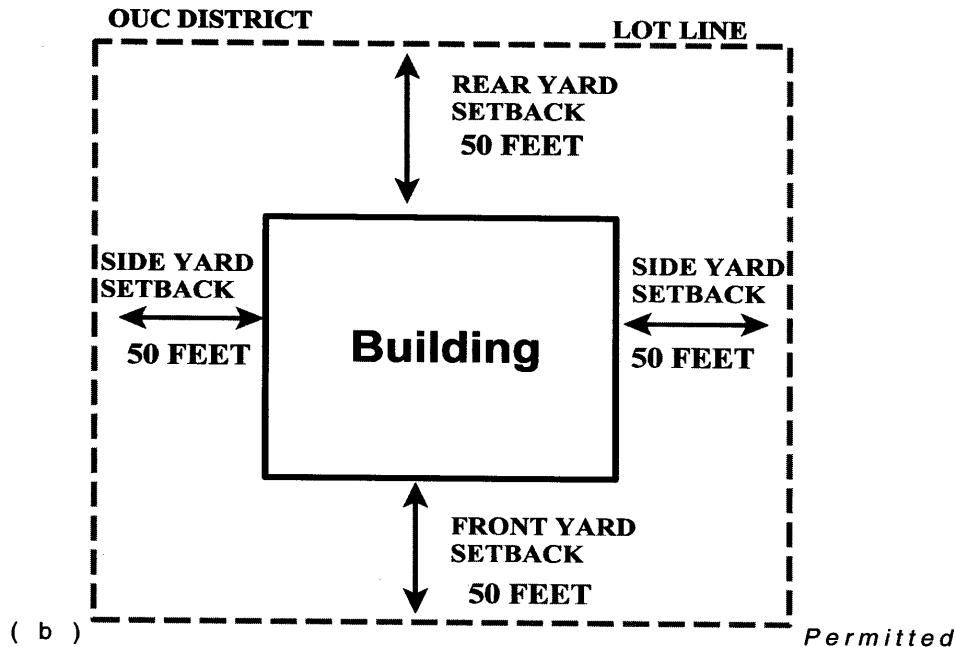 OUC DISTRICT
LOT LINE
REAR YARD
SETBACK
50 FEET
SIDE YARD
SETBACK
50 FEET
Building
SIDE YARD
SETBACK
50 FEET
FRONT YARD
SETBACK
50 FEET
( b ) Permitted